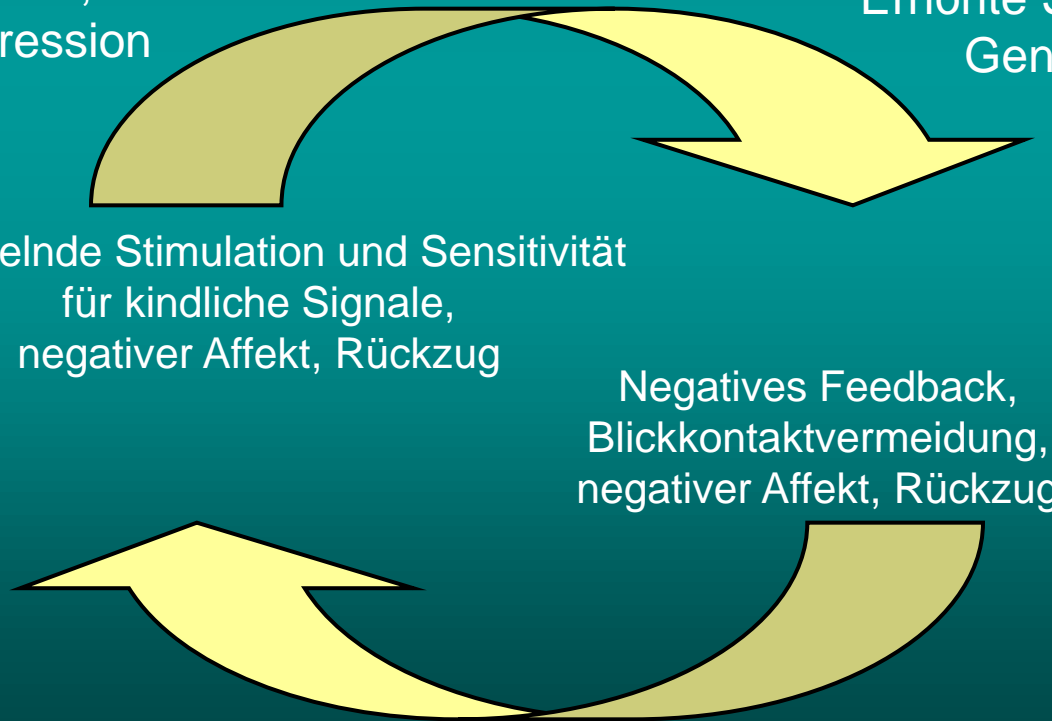 ression
Gen
elnde Stimulation und Sensitivität
für kindliche Signale,
negativer Affekt, Rückzug
Negatives Feedback,
Blickkontaktvermeidung,
negativer Affekt, Rückzug